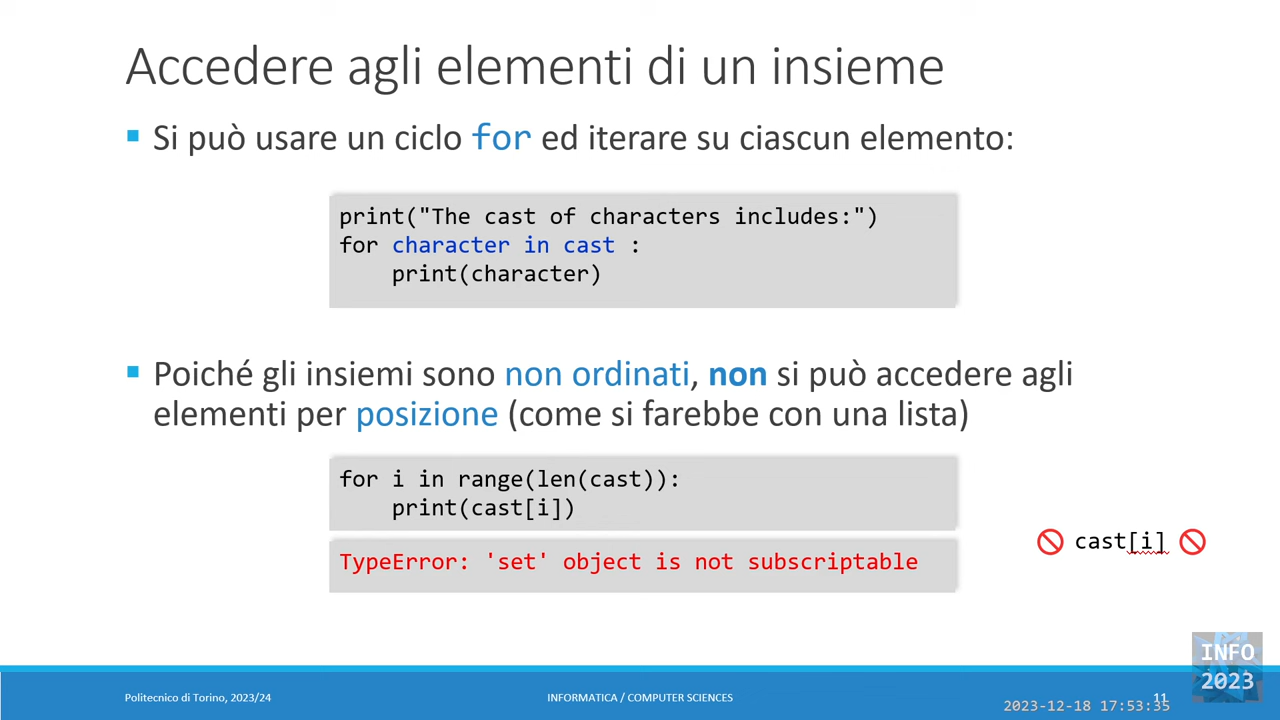 Accedere agli elementi di un insieme
Si può usare un ciclo for ed iterare su ciascun elemento:
print("The cast of characters includes:")
for character in cast :
    print(character)
Poiché gli insiemi sono non ordinati, non si può accedere agli
elementi per posizione (come si farebbe con una lista)
for i in range(len(cast)):
    print(cast[i])
TypeError: 'set' object is not subscriptable
cast[i]
INFO
2023
Politecnico di Torino, 2023/24
INFORMATICA / COMPUTER SCIENCES
11
2023-12-18 17:53:35